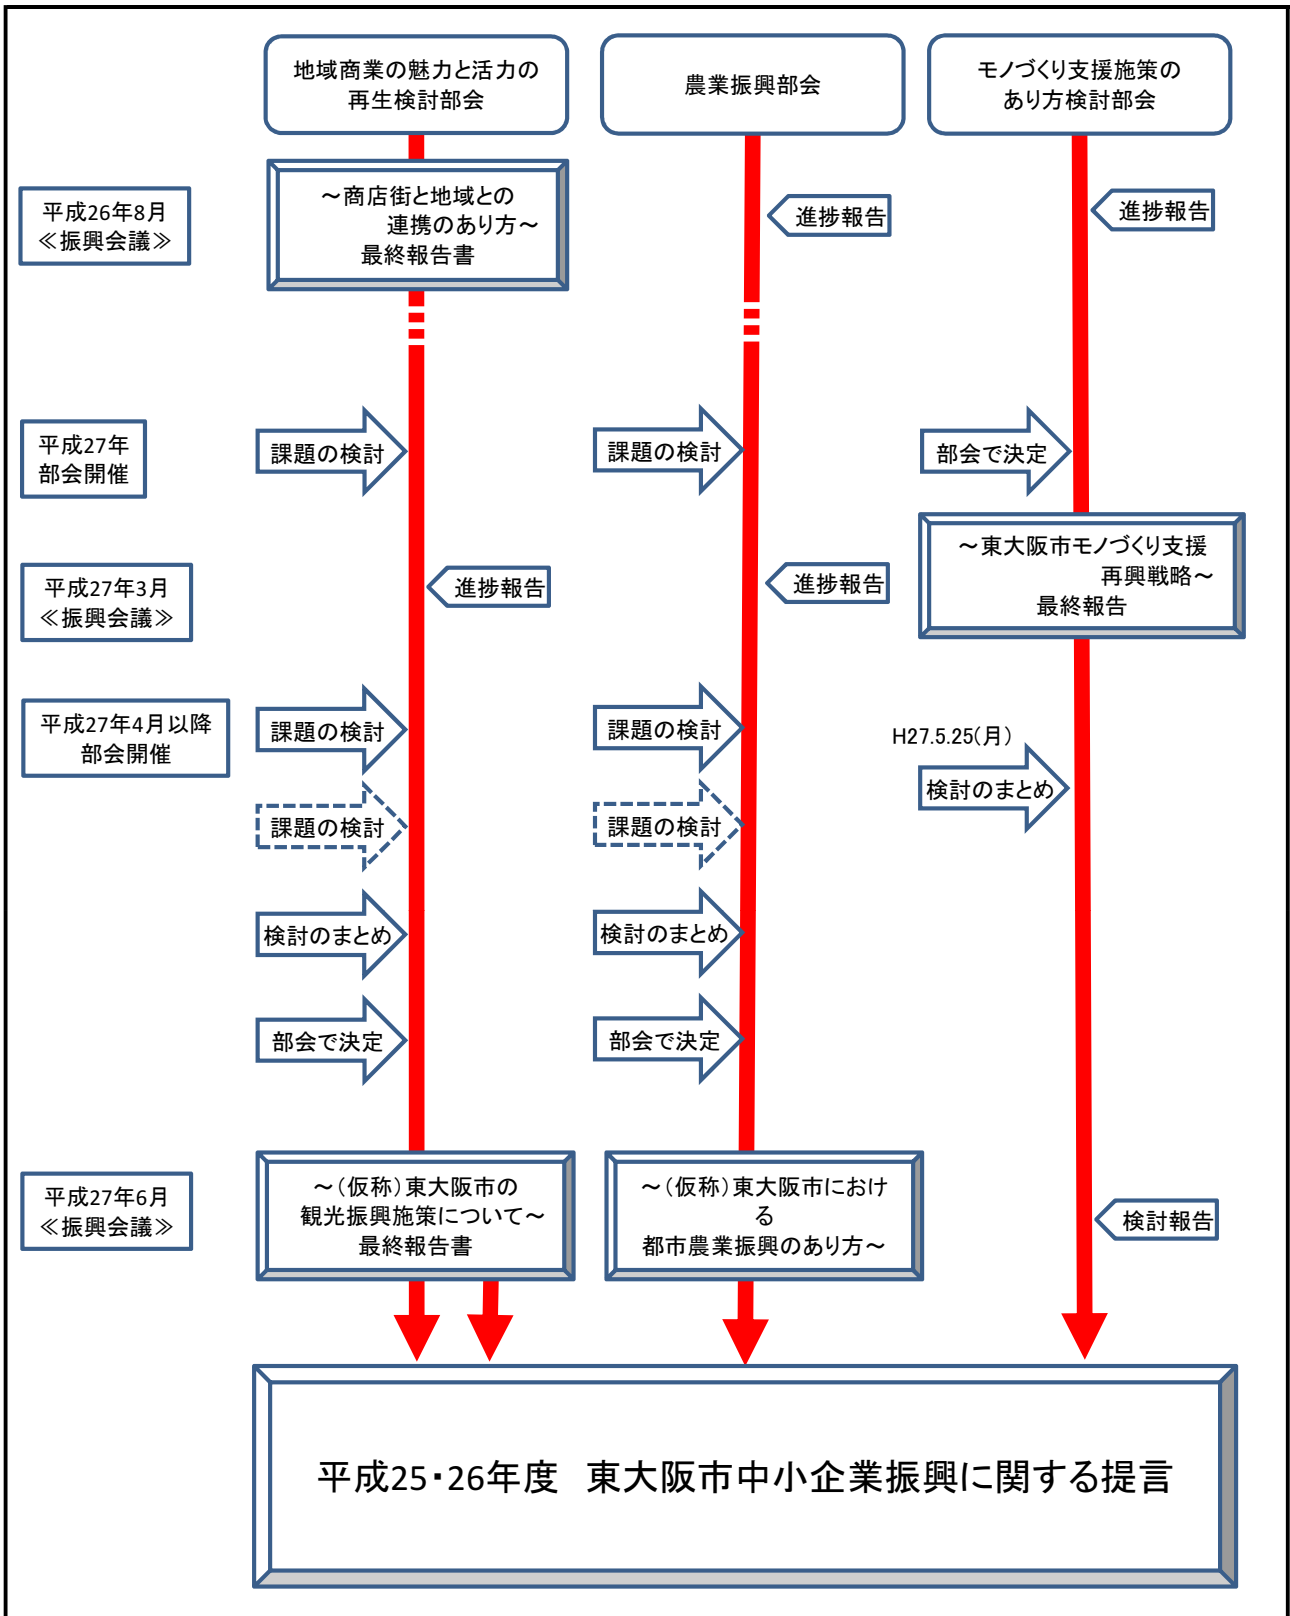 地域商業の魅力と活力の
再生検討部会
農業振興部会
モノづくり支援施策の
あり方検討部会
平成26年8月
≪振興会議≫
～商店街と地域との
連携のあり方～
最終報告書
進捗報告
進捗報告
平成27年
部会開催
課題の検討
課題の検討
部会で決定
平成27年3月
≪振興会議≫
進捗報告
進捗報告
～東大阪市モノづくり支援
再興戦略～
最終報告
平成27年4月以降
部会開催
課題の検討
課題の検討
H27.5.25(月)
検討のまとめ
課題の検討
課題の検討
検討のまとめ
検討のまとめ
部会で決定
部会で決定
平成27年6月
≪振興会議≫
～（仮称）東大阪市の
観光振興施策について～
最終報告書
～（仮称）東大阪市におけ
る
都市農業振興のあり方～
検討報告
平成25・26年度　東大阪市中小企業振興に関する提言